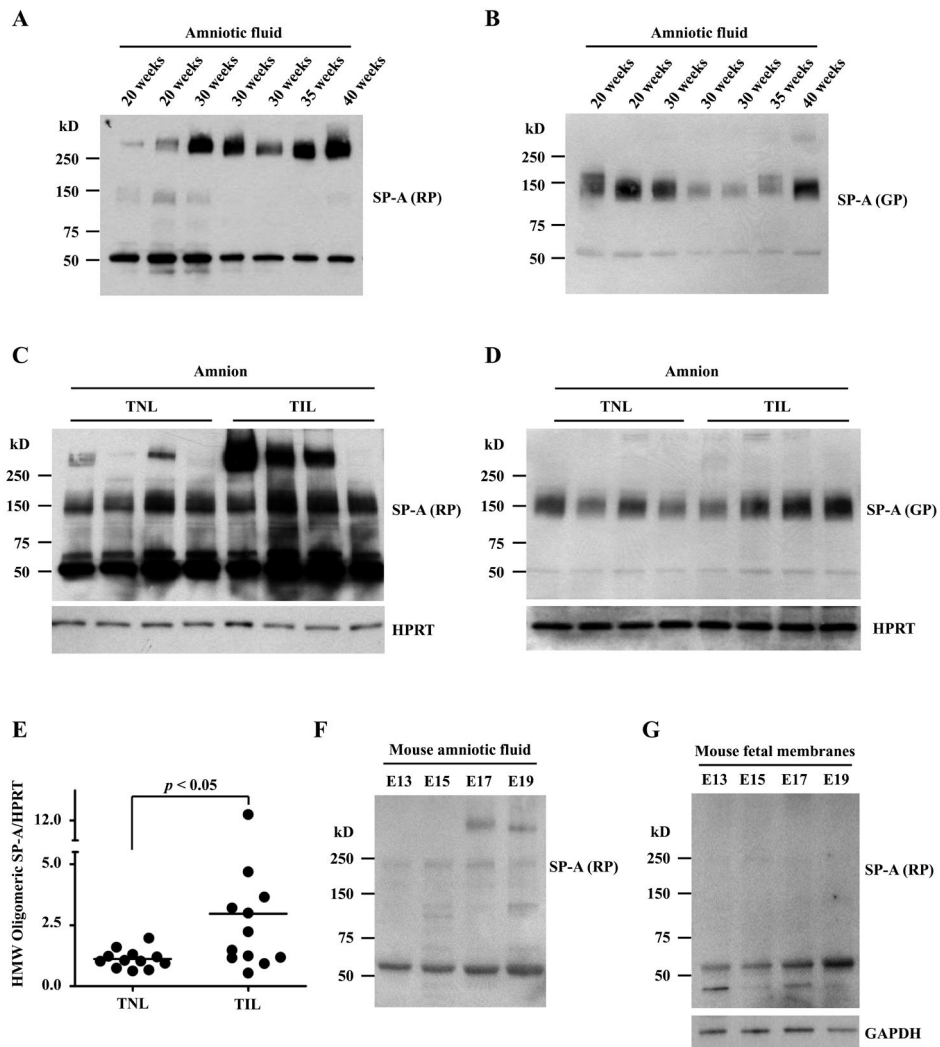 A
Amniotic fluid
20 weeks 20 weeks 30 weeks 30 weeks 30 weeks 35 weeks 40 weeks
kD
250
150
75
50
SP-A (RP)
B
Amniotic fluid
20 weeks 20 weeks 30 weeks 30 weeks 30 weeks 35 weeks 40 weeks
kD
250
150
75
50
SP-A (GP)
C
Amnion
TNL TIL
kD
250
150
75
50
SP-A (RP)
HPRT
D
Amnion
TNL TIL
kD
250
150
75
50
SP-A (GP)
HPRT
E
HMW Oligomeric SP-A/HPRT
p < 0.05
12.0
5.0
2.5
0.0
TNL TIL
F
Mouse amniotic fluid
E13 E15 E17 E19
kD
250
150
75
50
SP-A (RP)
G
Mouse fetal membranes
E13 E15 E17 E19
kD
250
150
75
50
SP-A (RP)
GAPDH